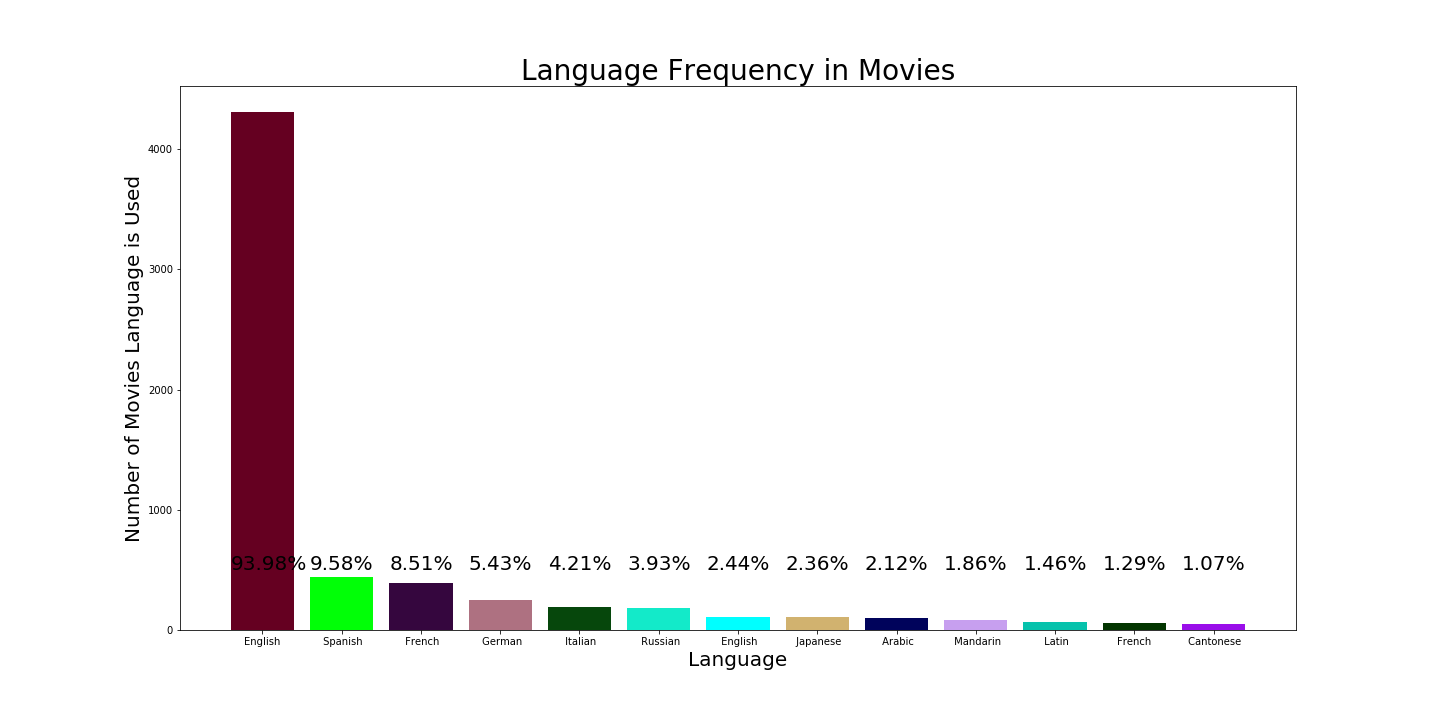 Language Frequency in Movies
Number of Movies Language is Used
4000
3000
2000
1000
0
93.98% 9.58% 8.51% 5.43% 4.21% 3.93% 2.44% 2.36% 2.12% 1.86% 1.46% 1.29% 1.07%
English Spanish French German Italian Russian English Japanese Arabic Mandarin Latin French Cantonese
Language